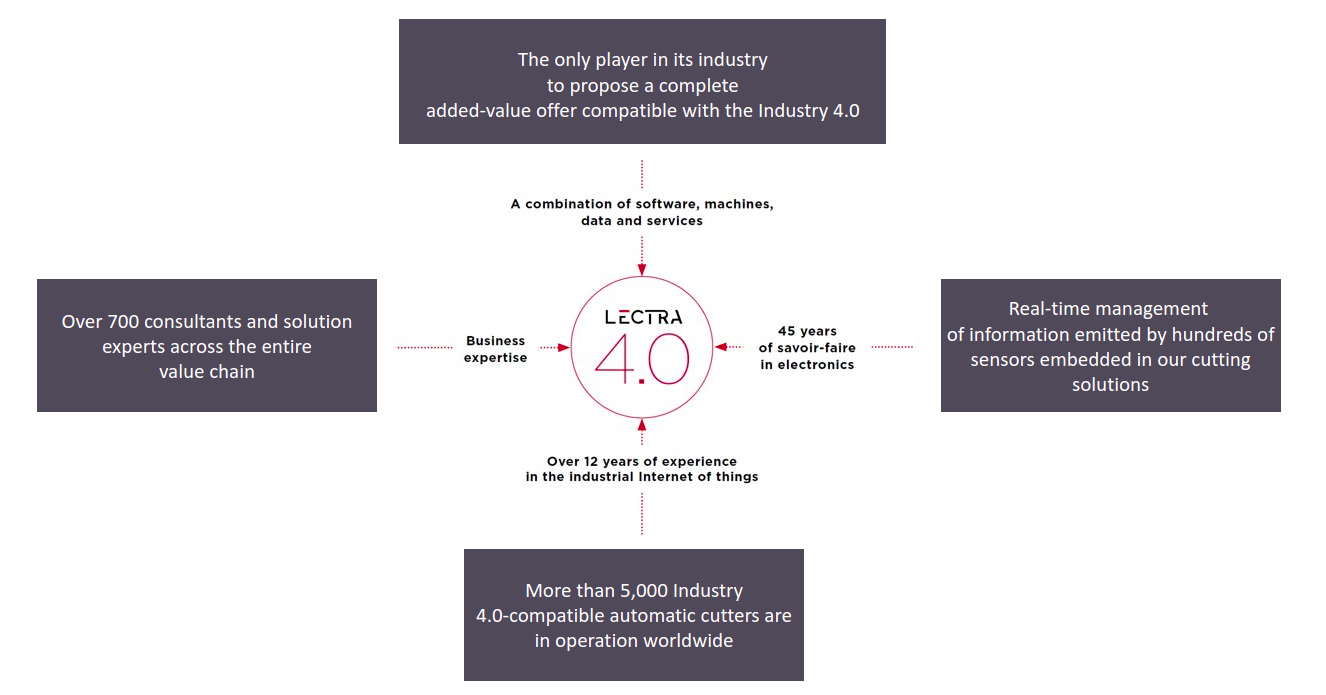 The only player in its industry
to propose a complete
added-value offer compatible with the Industry 4.0
A combination of software, machines,
data and services
Over 700 consultants and solution
experts across the entire
value chain
Business
expertise
LECTRA
4.0
45 years
of savoir-faire
in electronics
Real-time management
of information emitted by hundreds of
sensors embedded in our cutting
solutions
Over 12 years of experience
in the industrial Internet of things
More than 5,000 Industry
4.0-compatible automatic cutters are
in operation worldwide